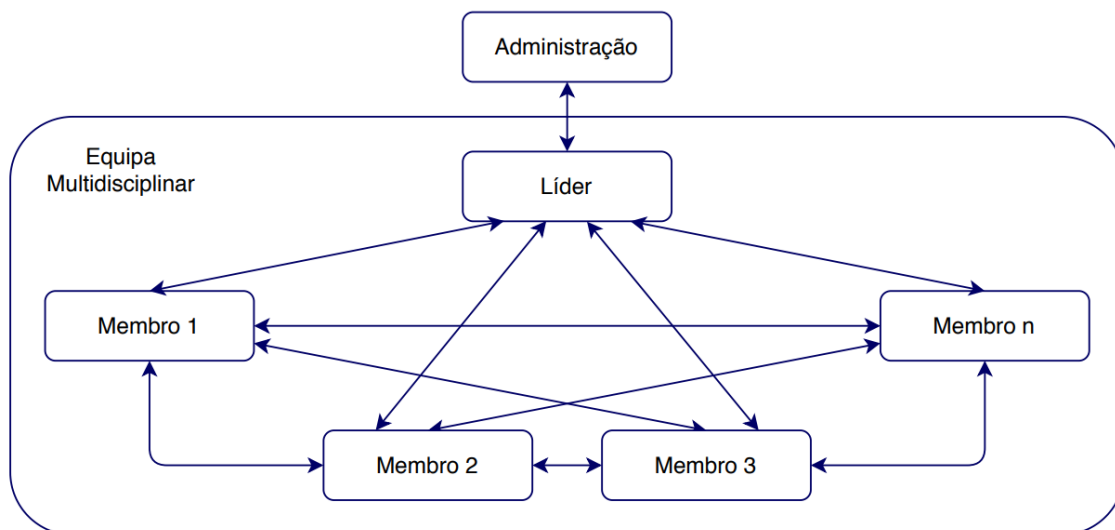 Administração
Equipa
Multidisciplinar
Líder
Membro 1
Membro n
Membro 2
Membro 3